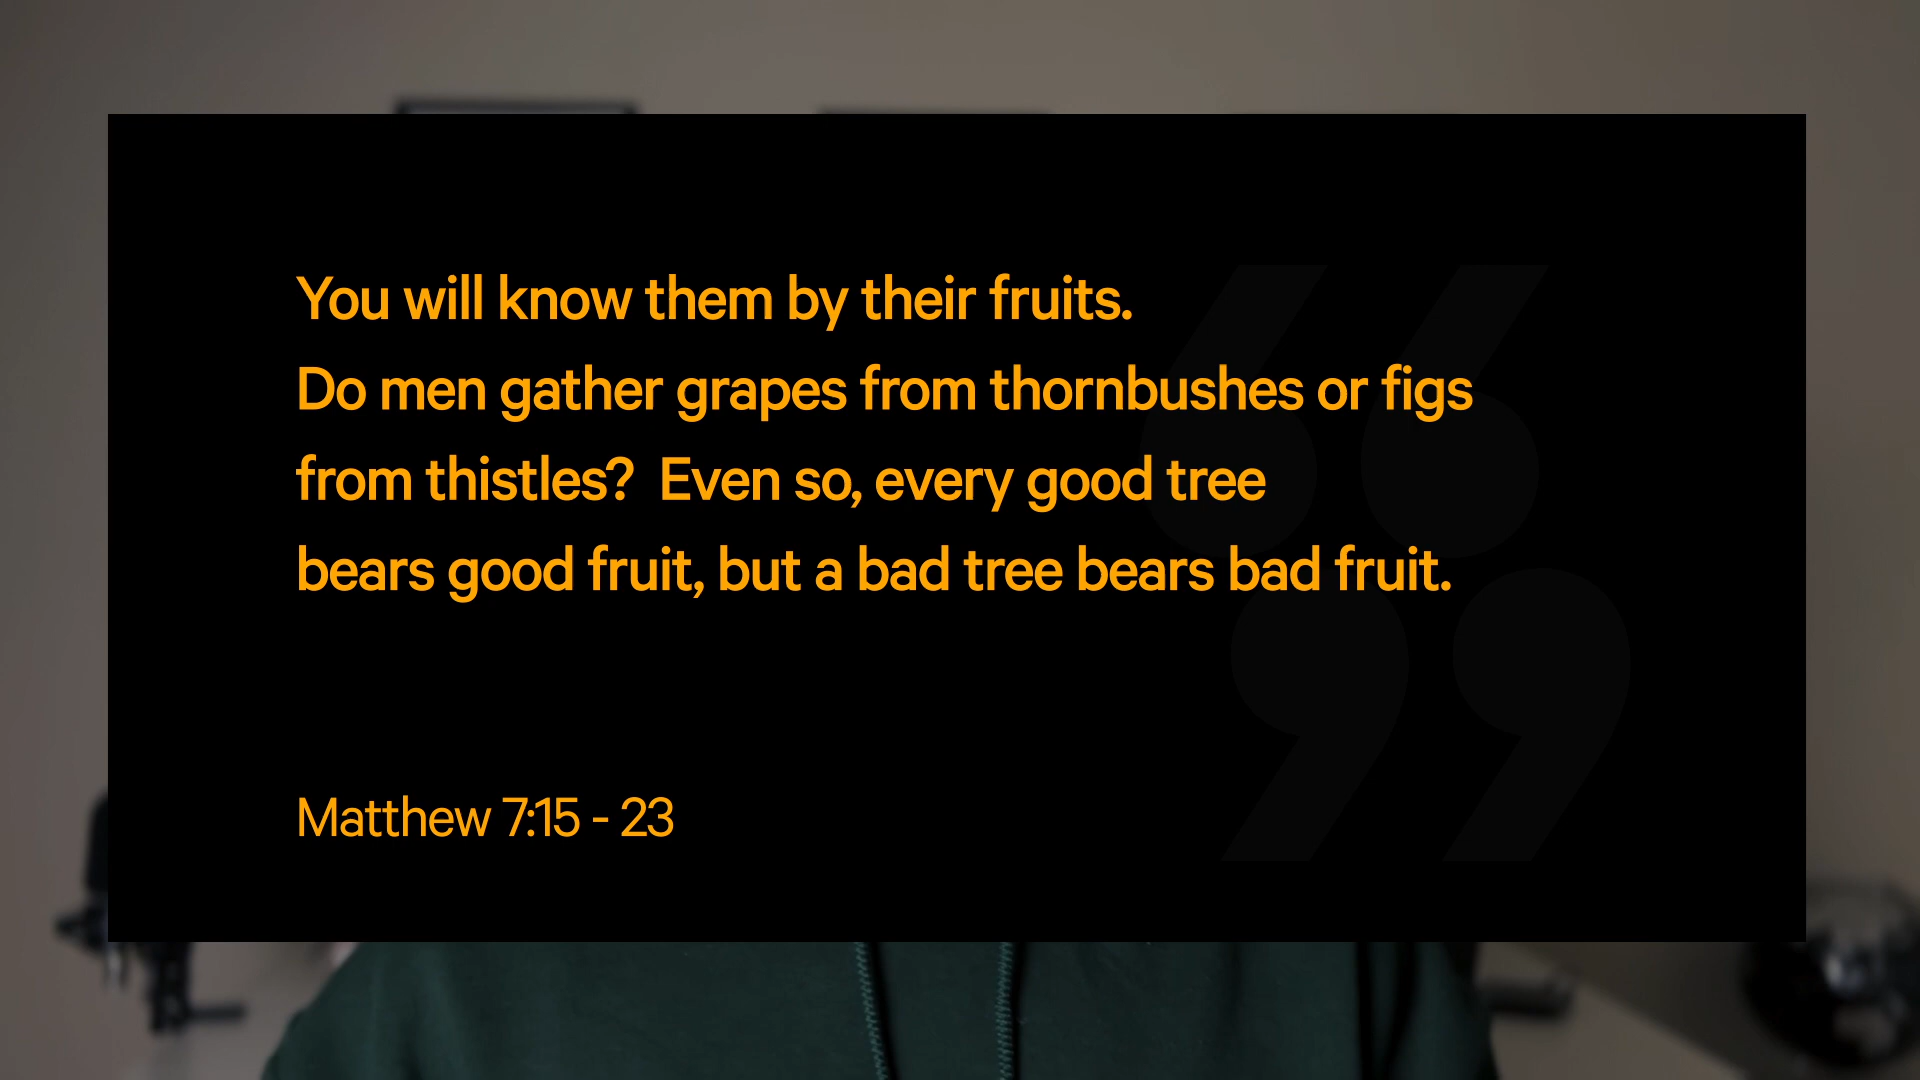 You will know them by their fruits.
Do men gather grapes from thornbushes or figs
from thistles?  Even so, every good tree
bears good fruit, but a bad tree bears bad fruit.
Matthew 7:15 - 23